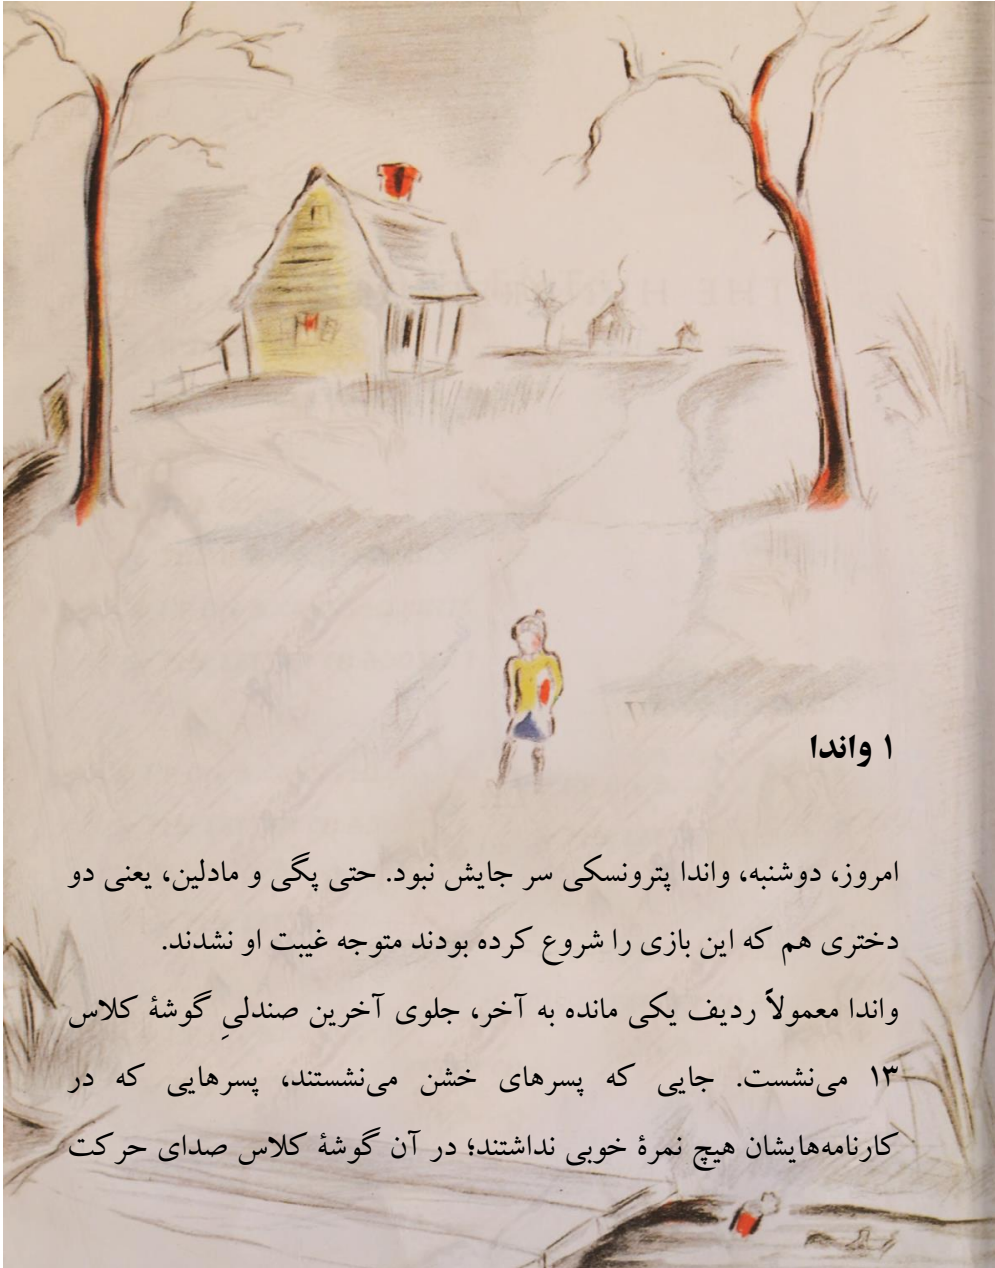 ۱ واندا
امروز، دوشنبه، واندا پترونسکی سر جایش نبود. حتی پگی و مادلین، یعنی دو
دختری هم که این بازی را شروع کرده بودند متوجه غیبت او نشدند.
واندا معمولاً ردیف یکی مانده به آخر، جلوی آخرین صندلیِ گوشۀ کلاس
۱۳ می‌نشست. جایی که پسرهای خشن می‌نشستند، پسرهایی که در
کارنامه‌هایشان هیچ نمرۀ خوبی نداشتند؛ در آن گوشۀ کلاس صدای حرکت